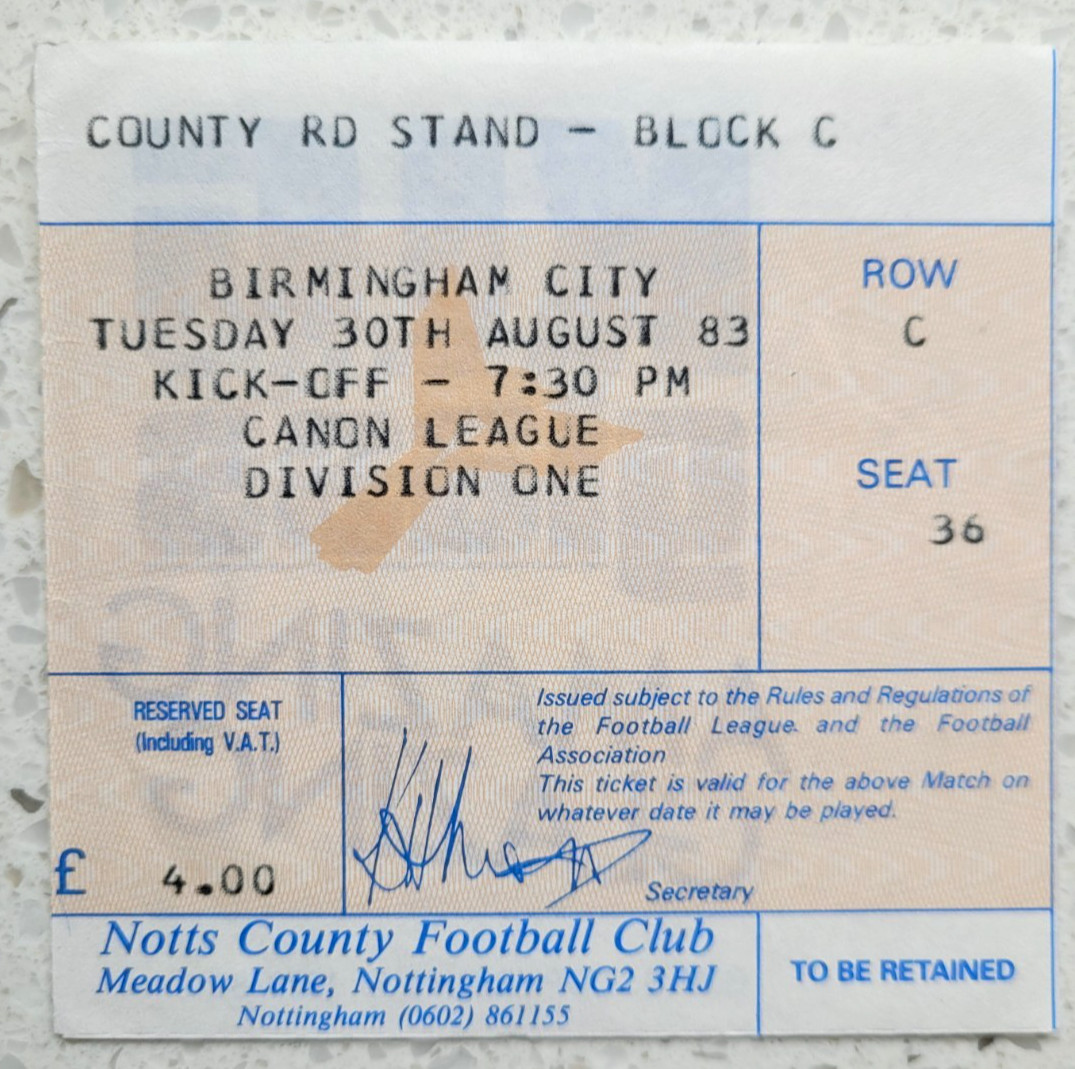 COUNTY RD STAND - BLOCK C
BIRMINGHAM CITY
TUESDAY 30TH AUGUST 83
KICK-OFF - 7:30 PM
CANON LEAGUE
DIVISION ONE
ROW
C
SEAT
36
RESERVED SEAT
(Including V.A.T.)
£ 4.00
Issued subject to the Rules and Regulations of
the Football League and the Football
Association
This ticket is valid for the above Match on
whatever date it may be played.
Secretary
Notts County Football Club
Meadow Lane, Nottingham NG2 3HJ
Nottingham (0602) 861155
TO BE RETAINED